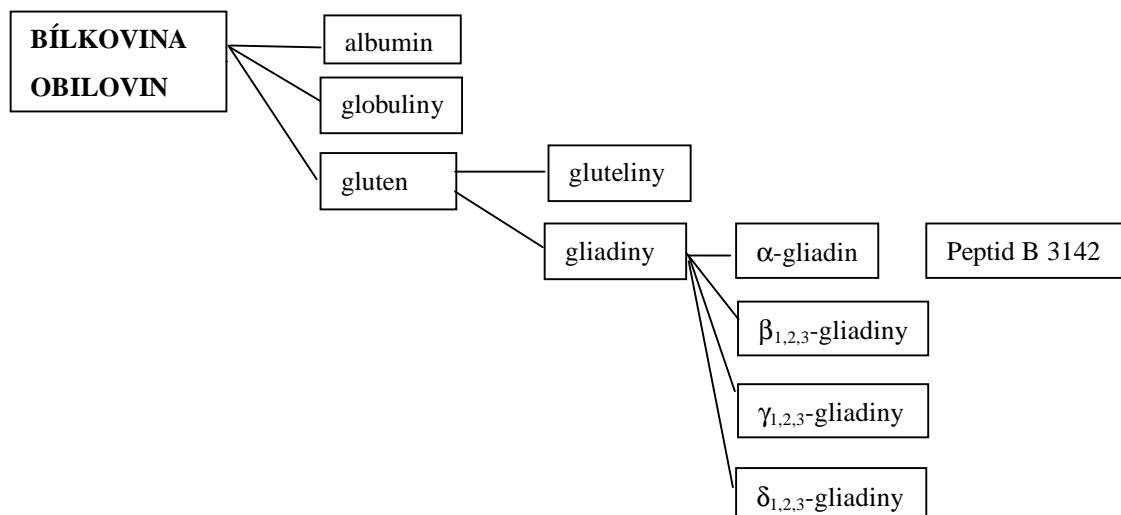 BÍLKOVINA
OBILOVIN
albumin
globuliny
gluten
gluteliny
gliadiny
α-gliadin
Peptid B 3142
β1,2,3-gliadiny
γ1,2,3-gliadiny
δ1,2,3-gliadiny